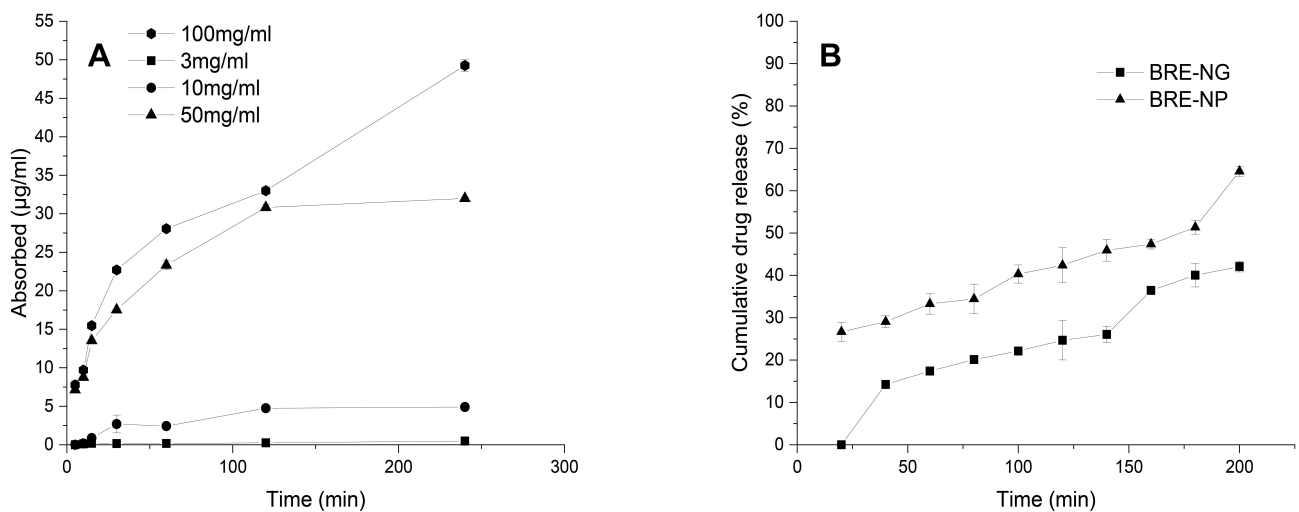 A
100mg/ml
3mg/ml
10mg/ml
50mg/ml
Absorbed (µg/ml)
55
50
45
40
35
30
25
20
15
10
5
0
0 100 200 300
Time (min)
B
BRE-NG
BRE-NP
Cumulative drug release (%)
100
90
80
70
60
50
40
30
20
10
0
0 50 100 150 200
Time (min)